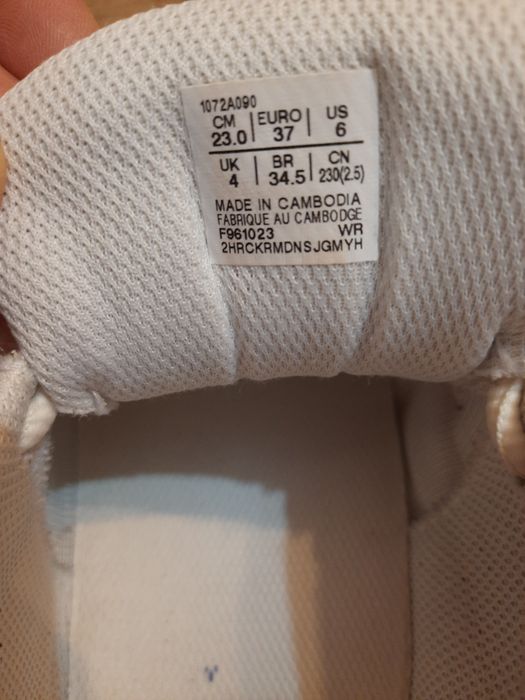 1072A090
CM | EURO | US
23.0 | 37 | 6
UK | BR | CN
4 | 34.5 | 230(2.5)
MADE IN CAMBODIA
FABRIQUE AU CAMBODGE
F961023 WR
2HRCKRMDNSJGMYH